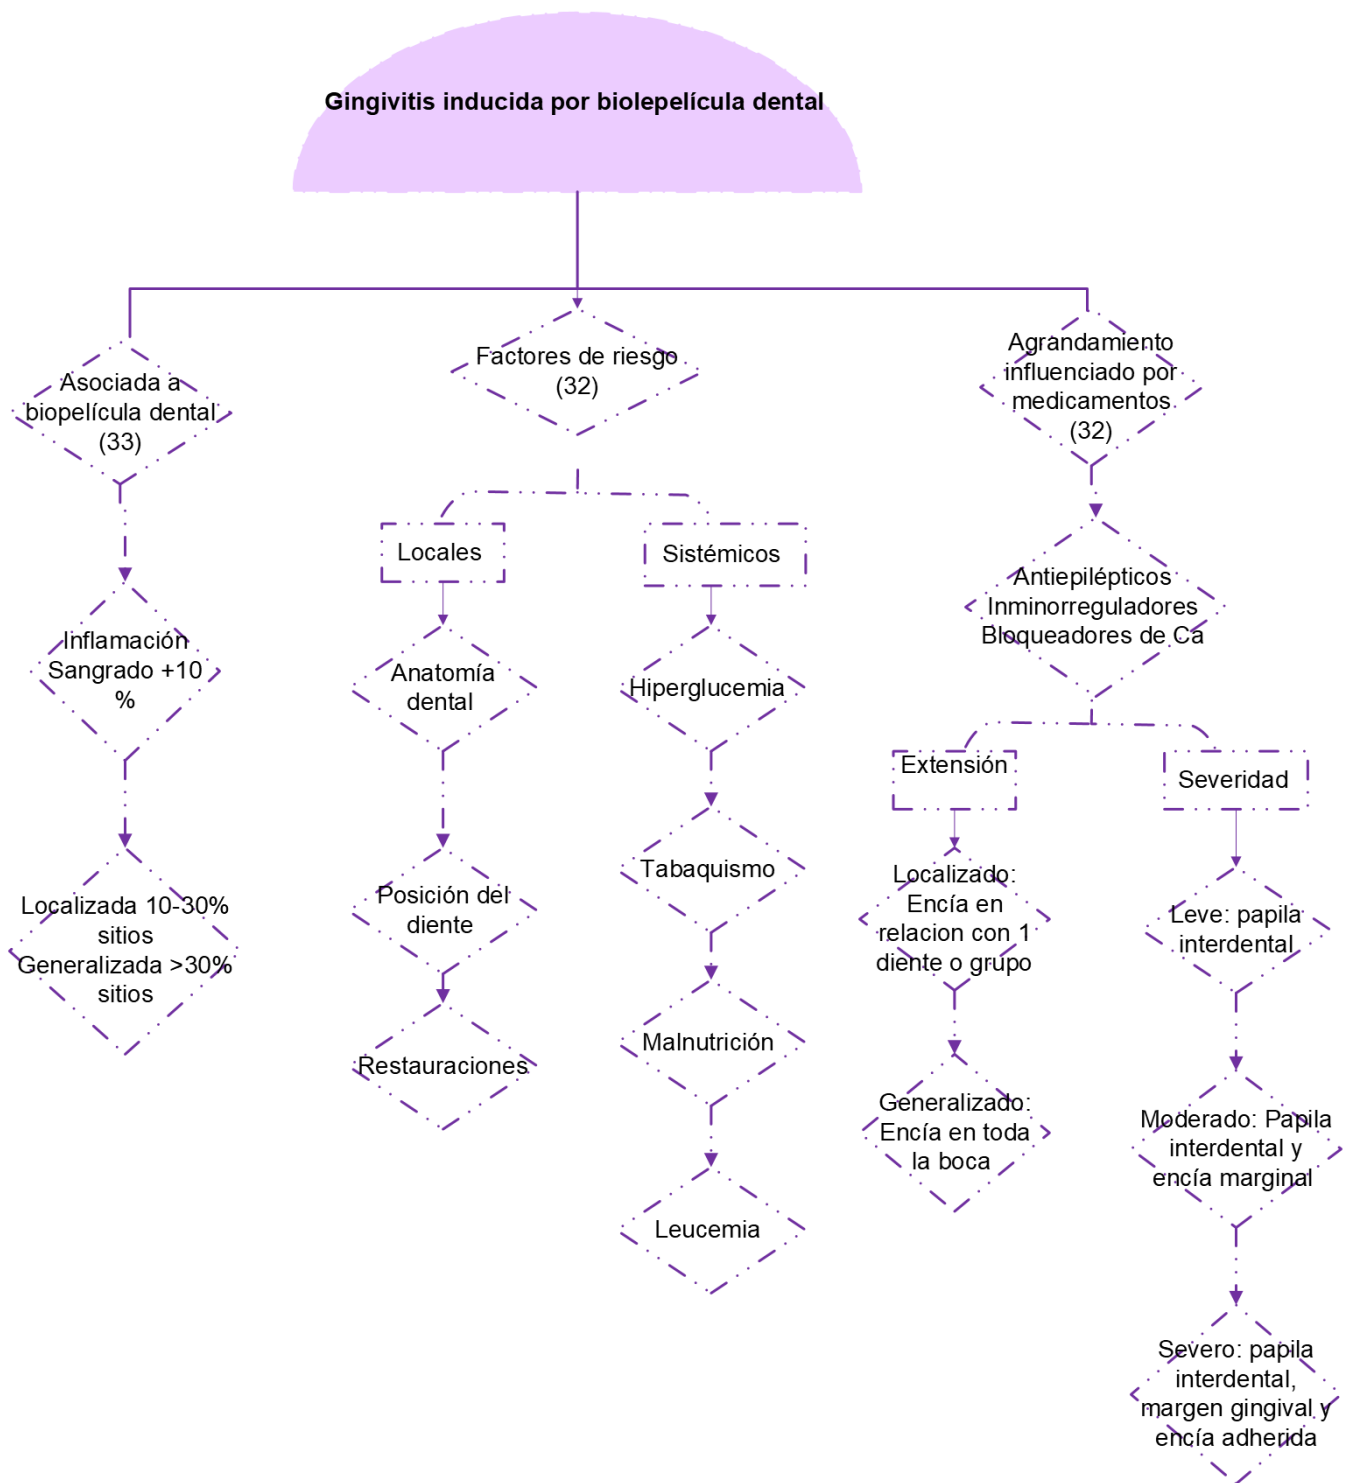 Gingivitis inducida por biolepelícula dental
Asociada a
biopelícula dental
(33)
Inflamación
Sangrado +10
%
Localizada 10-30%
sitios
Generalizada >30%
sitios
Factores de riesgo
(32)
Locales
Anatomía
dental
Posición del
diente
Restauraciones
Sistémicos
Hiperglucemia
Tabaquismo
Malnutrición
Leucemia
Agrandamiento
influenciado por
medicamentos
(32)
Antiepilépticos
Inminorreguladores
Bloqueadores de Ca
Extensión
Localizado:
Encía en
relacion con 1
diente o grupo
Generalizado:
Encía en toda
la boca
Severidad
Leve: papila
interdental
Moderado: Papila
interdental y
encía marginal
Severo: papila
interdental,
margen gingival y
encía adherida